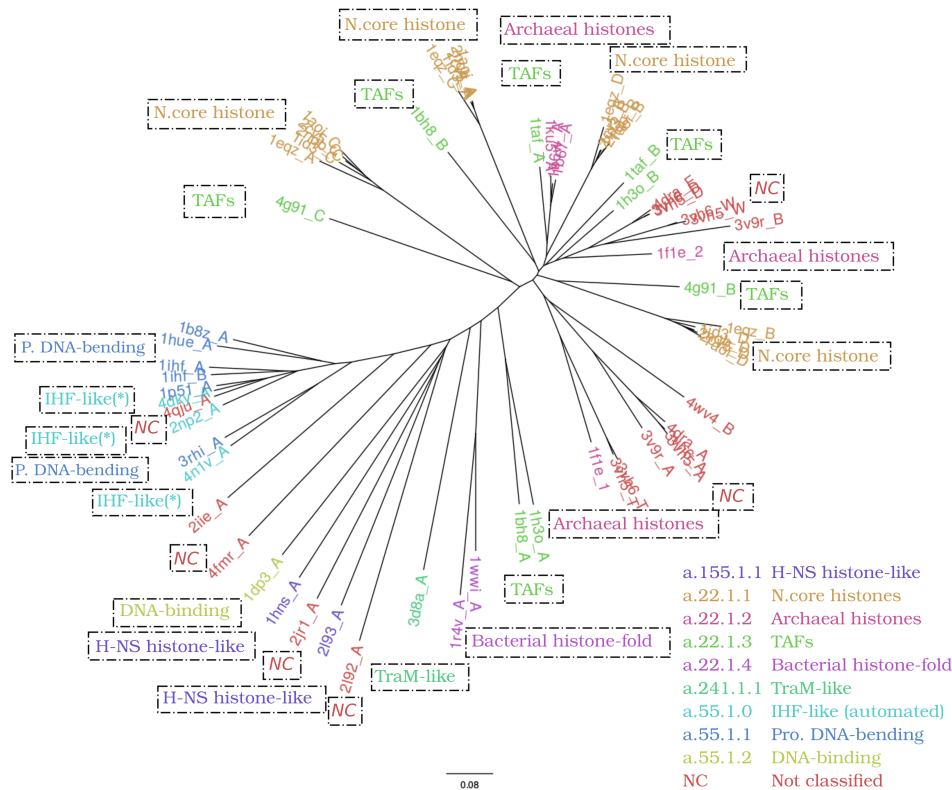 N.core histone
Archaeal histones
N.core histone
TAFs
TAFs
N.core histone
TAFs
TAFs
NC
Archaeal histones
TAFs
N.core histone
1eqz_D
1bh8_B
1taf_A
1taf_B
1h3o_B
1eqz_A
4g91_C
3v9r_B
1f1e_2
4g91_B
1eqz_B
1b8z_A
1hue_A
P. DNA-bending
1ihf_A
1ihf_B
1p51_A
IHF-like(*)
4qju_A
NC
2np2_A
IHF-like(*)
3rhi_A
4n1v_A
P. DNA-bending
IHF-like(*)
2iie_A
NC
4fmr_A
4wv4_B
3v9r_A
1f1e_1
NC
Archaeal histones
1h3o_A
1bh8_A
TAFs
1dp3_A
DNA-binding
1hns_A
H-NS histone-like
2jr1_A
NC
2l93_A
H-NS histone-like
2l92_A
NC
3d8a_A
TraM-like
1wwi_A
1r4v_A
Bacterial histone-fold
a.155.1.1 H-NS histone-like
a.22.1.1 N.core histones
a.22.1.2 Archaeal histones
a.22.1.3 TAFs
a.22.1.4 Bacterial histone-fold
a.241.1.1 TraM-like
a.55.1.0 IHF-like (automated)
a.55.1.1 Pro. DNA-bending
a.55.1.2 DNA-binding
NC Not classified
0.08